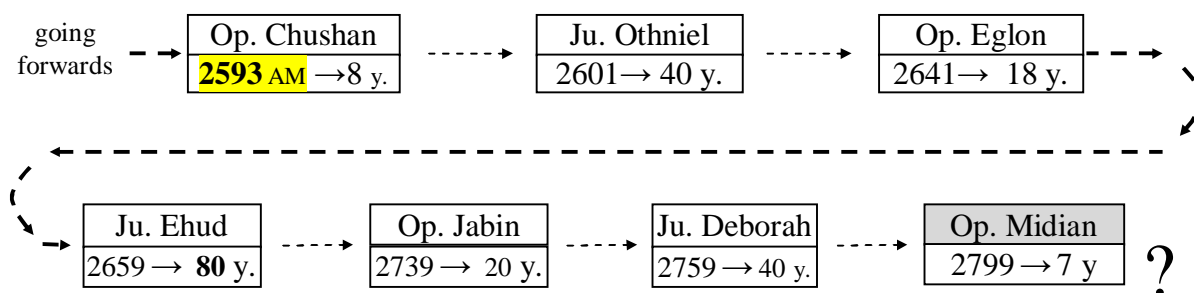 going
forwards
Op. Chushan
2593 AM → 8 y.
Ju. Othniel
2601 → 40 y.
Op. Eglon
2641 → 18 y.
Ju. Ehud
2659 → 80 y.
Op. Jabin
2739 → 20 y.
Ju. Deborah
2759 → 40 y.
Op. Midian
2799 → 7 y
?